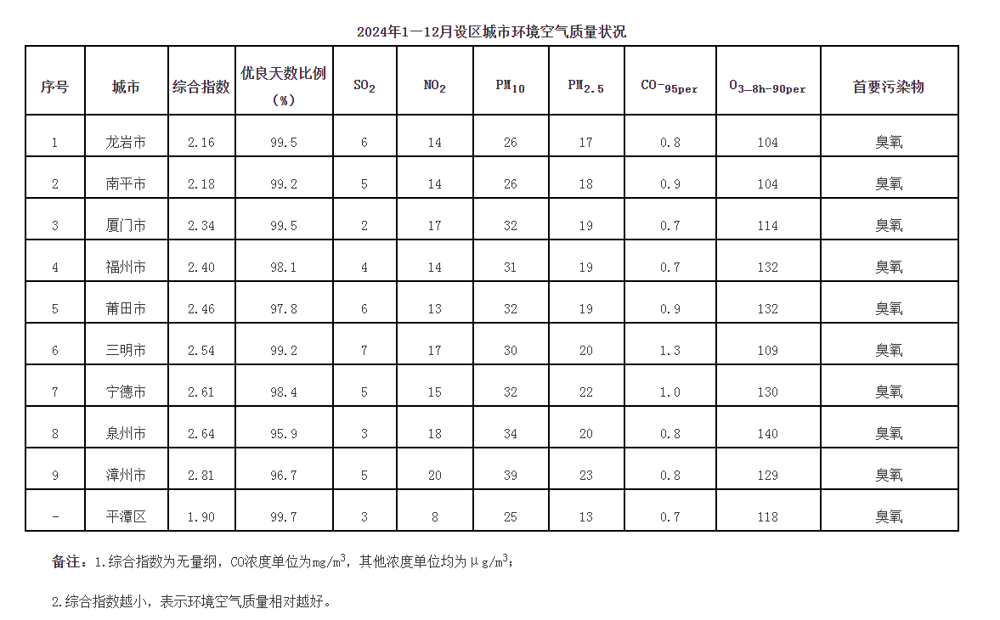 2024年1—12月设区城市环境空气质量状况
序号 城市 综合指数 优良天数比例（%） SO2 NO2 PM10 PM2.5 CO-95per O3—8h-90per 首要污染物
1 龙岩市 2.16 99.5 6 14 26 17 0.8 104 臭氧
2 南平市 2.18 99.2 5 14 26 18 0.9 104 臭氧
3 厦门市 2.34 99.5 2 17 32 19 0.7 114 臭氧
4 福州市 2.40 98.1 4 14 31 19 0.7 132 臭氧
5 莆田市 2.46 97.8 6 13 32 19 0.9 132 臭氧
6 三明市 2.54 99.2 7 17 30 20 1.3 109 臭氧
7 宁德市 2.61 98.4 5 15 32 22 1.0 130 臭氧
8 泉州市 2.64 95.9 3 18 34 20 0.8 140 臭氧
9 漳州市 2.81 96.7 5 20 39 23 0.8 129 臭氧
- 平潭区 1.90 99.7 3 8 25 13 0.7 118 臭氧
备注：1.综合指数为无量纲，CO浓度单位为mg/m3，其他浓度单位均为μg/m3；
2.综合指数越小，表示环境空气质量相对越好。